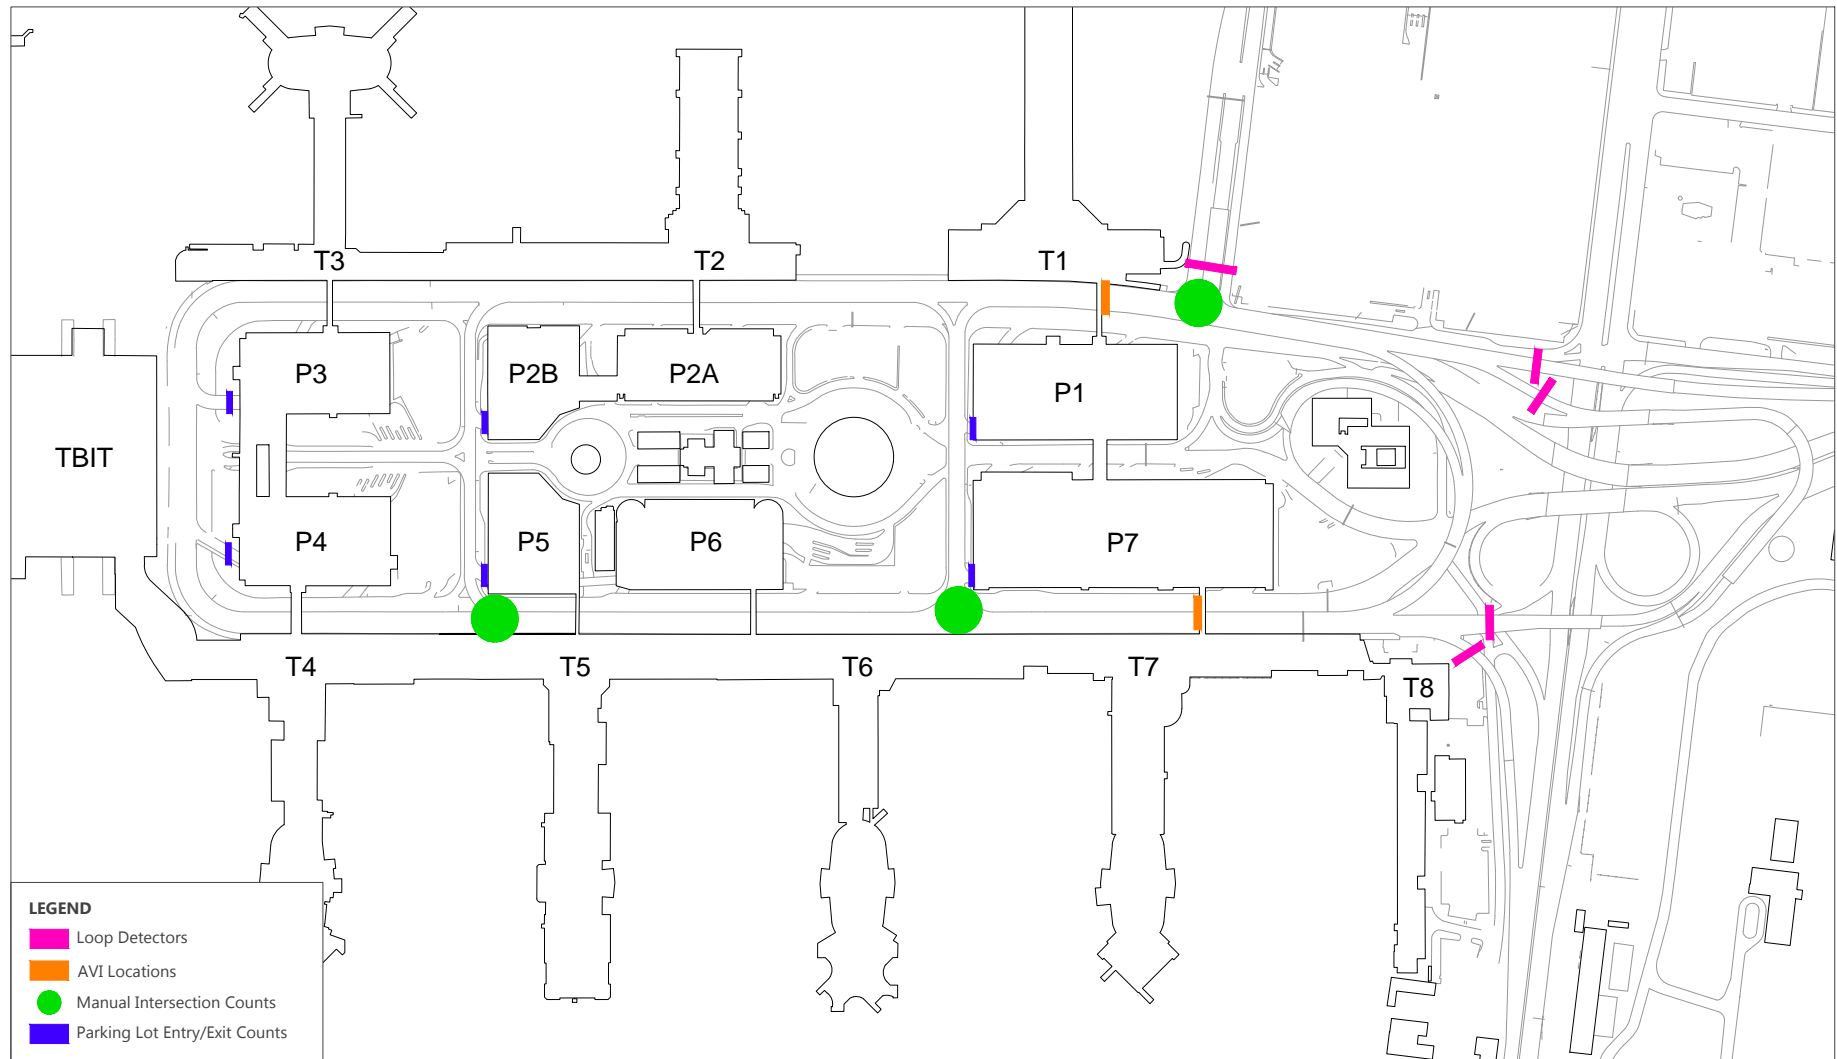 T3
T2
T1
P3
P2B
P2A
P1
TBIT
P4
P5
P6
P7
T4
T5
T6
T7
T8
LEGEND
Loop Detectors
AVI Locations
Manual Intersection Counts
Parking Lot Entry/Exit Counts